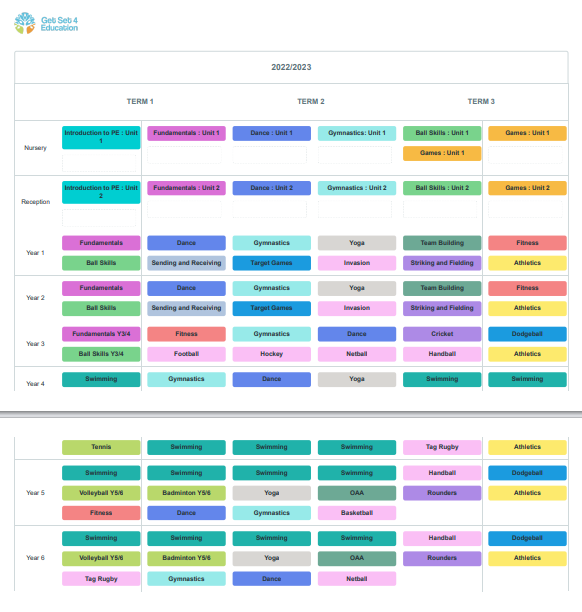 Get Set 4
Education
2022/2023
TERM 1 TERM 2 TERM 3
Nursery
Introduction to PE : Unit 1
Fundamentals : Unit 1
Dance : Unit 1
Gymnastics: Unit 1
Ball Skills : Unit 1
Games : Unit 1
Games : Unit 1
Reception
Introduction to PE : Unit 2
Fundamentals : Unit 2
Dance : Unit 2
Gymnastics : Unit 2
Ball Skills : Unit 2
Games : Unit 2
Year 1
Fundamentals Dance Gymnastics Yoga Team Building Fitness
Ball Skills Sending and Receiving Target Games Invasion Striking and Fielding Athletics
Year 2
Fundamentals Dance Gymnastics Yoga Team Building Fitness
Ball Skills Sending and Receiving Target Games Invasion Striking and Fielding Athletics
Year 3
Fundamentals Y3/4 Fitness Gymnastics Dance Cricket Dodgeball
Ball Skills Y3/4 Football Hockey Netball Handball Athletics
Year 4
Swimming Gymnastics Dance Yoga Swimming Swimming
Tennis Swimming Swimming Swimming Tag Rugby Athletics
Year 5
Swimming Swimming Swimming Swimming Handball Dodgeball
Volleyball Y5/6 Badminton Y5/6 Yoga OAA Rounders Athletics
Fitness Dance Gymnastics Basketball
Year 6
Swimming Swimming Swimming Swimming Handball Dodgeball
Volleyball Y5/6 Badminton Y5/6 Yoga OAA Rounders Athletics
Tag Rugby Gymnastics Dance Netball